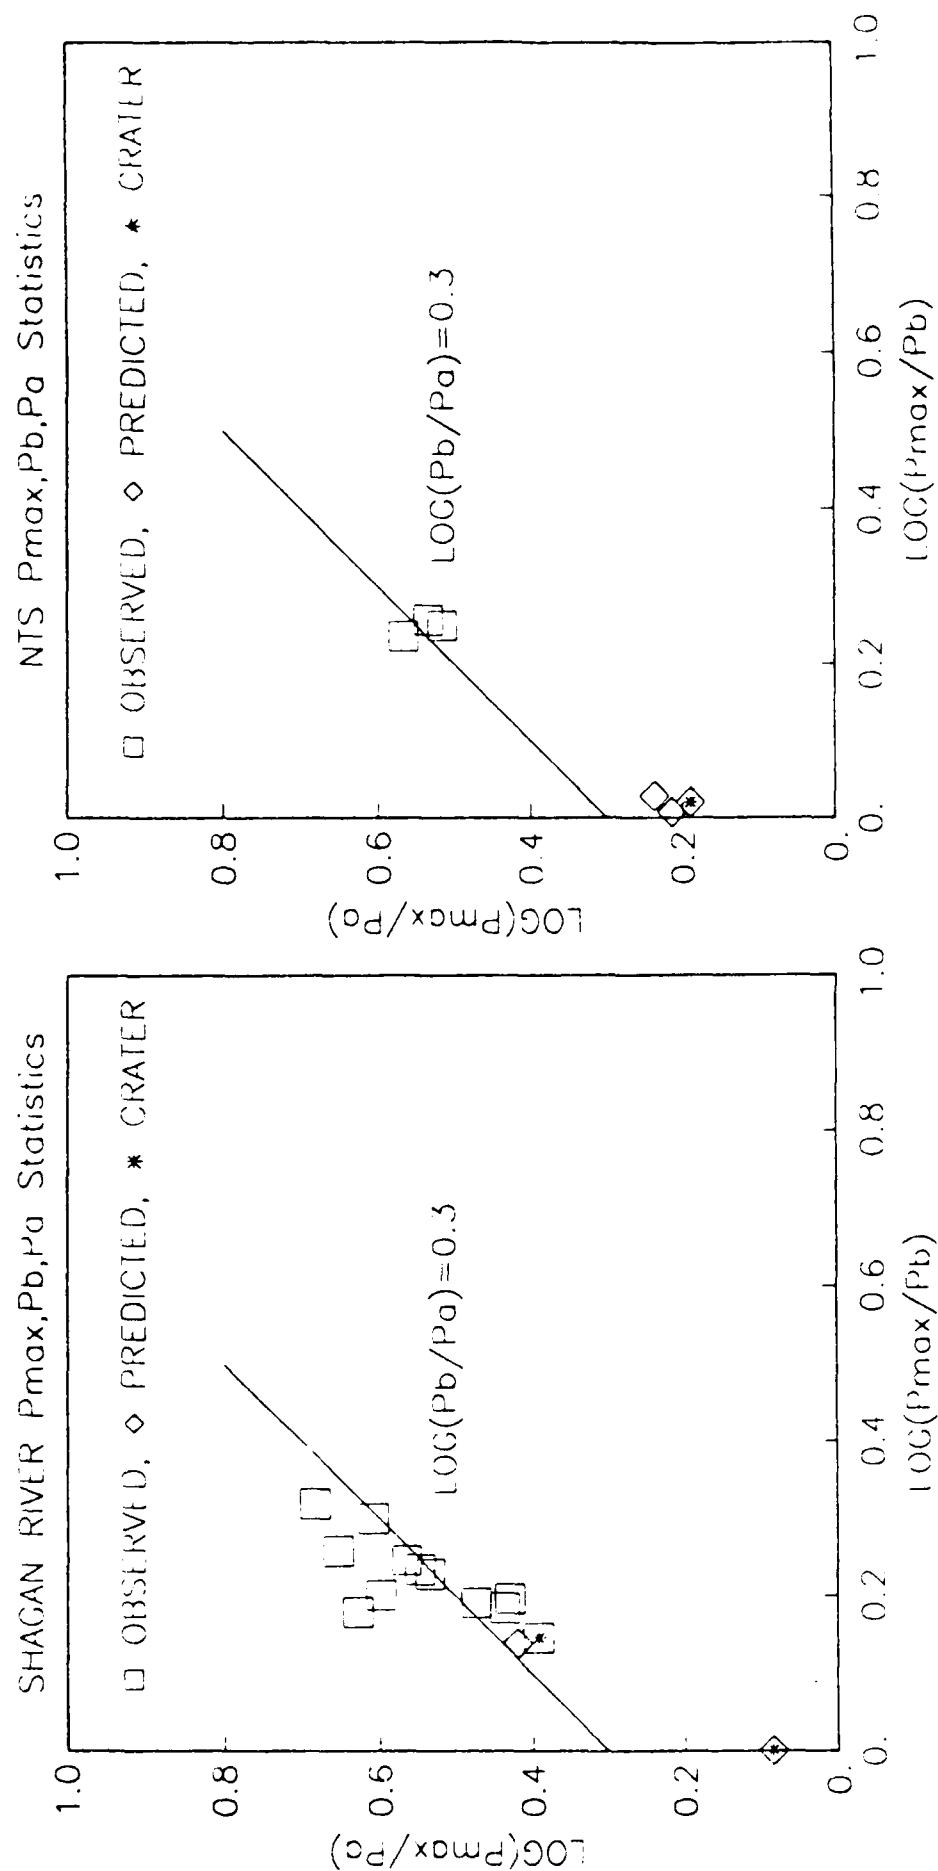 SHAGAN RIVER Pmax,Pb,Pa Statistics
□ OBSERVED, ◇ PREDICTED, * CRATER
LOG(Pb/Pa)=0.3
LOG(Pmax/Pa)
1.0
0.8
0.6
0.4
0.2
0.
0.
0.2
0.4
0.6
0.8
1.0
LOG(Pmax/Pb)
NTS Pmax,Pb,Pa Statistics
□ OBSERVED, ◇ PREDICTED, * CRATER
LOG(Pb/Pa)=0.3
LOG(Pmax/Pa)
1.0
0.8
0.6
0.4
0.2
0.
0.
0.2
0.4
0.6
0.8
1.0
LOG(Pmax/Pb)